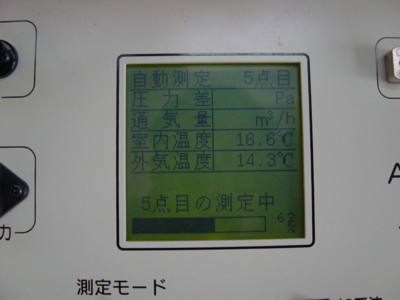 自動測定 5点目
圧力差 Pa
通気量 m³/h
室内温度 16.6℃
外気温度 14.3℃
5点目の測定中
62%
力
A
測定モード